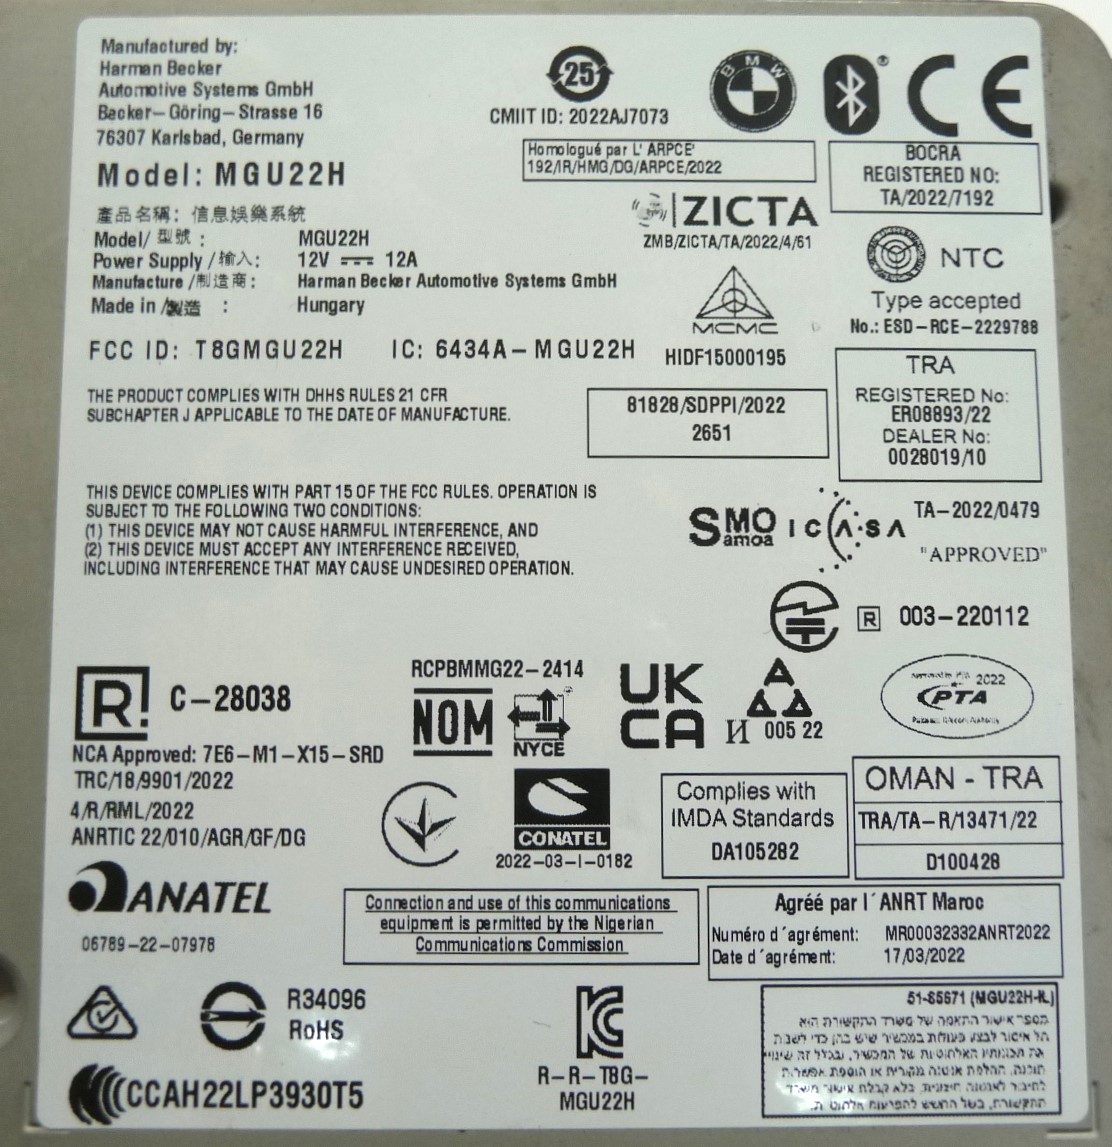 Manufactured by:
Harman Becker
Automotive Systems GmbH
Becker-Göring-Strasse 16
76307 Karlsbad, Germany
Model: MGU22H
產品名稱: 信息娛樂系統
Model/ 型號 : MGU22H
Power Supply /輸入: 12V 12A
Manufacture /制造商: Harman Becker Automotive Systems GmbH
Made in /製造 : Hungary
FCC ID: T8GMGU22H IC: 6434A-MGU22H
THE PRODUCT COMPLIES WITH DHHS RULES 21 CFR
SUBCHAPTER J APPLICABLE TO THE DATE OF MANUFACTURE.
THIS DEVICE COMPLIES WITH PART 15 OF THE FCC RULES. OPERATION IS
SUBJECT TO THE FOLLOWING TWO CONDITIONS:
(1) THIS DEVICE MAY NOT CAUSE HARMFUL INTERFERENCE, AND
(2) THIS DEVICE MUST ACCEPT ANY INTERFERENCE RECEIVED,
INCLUDING INTERFERENCE THAT MAY CAUSE UNDESIRED OPERATION.
25
CMIIT ID: 2022AJ7073
BMW
CE
Homologué par L' ARPCE'
192/IR/HMG/DG/ARPCE/2022
BOCRA
REGISTERED NO:
TA/2022/7192
ZICTA
ZMB/ZICTA/TA/2022/4/61
NTC
Type accepted
No.: ESD-RCE-2229788
MCMC
HIDF15000195
81828/SDPPI/2022
2651
TRA
REGISTERED No:
ER08893/22
DEALER No:
0028019/10
SMO
amoa
ICASA
TA-2022/0479
"APPROVED"
R 003-220112
R! C-28038
NCA Approved: 7E6-M1-X15-SRD
TRC/18/9901/2022
4/R/RML/2022
ANRTIC 22/010/AGR/GF/DG
RCPBMMG22-2414
NOM
NYCE
UK
CA
И 005 22
2022
PTA
CONATEL
2022-03-I-0182
Complies with
IMDA Standards
DA105282
OMAN - TRA
TRA/TA-R/13471/22
D100428
ANATEL
06789-22-07978
Connection and use of this communications
equipment is permitted by the Nigerian
Communications Commission
Agréé par l´ANRT Maroc
Numéro d´agrément: MR00032332ANRT2022
Date d´agrément: 17/03/2022
R34096
RoHS
CCAH22LP3930T5
R-R-T8G-
MGU22H
51-85671 (MGU22H-IL)
מספר אישור התאמה של משרד התקשורת הוא